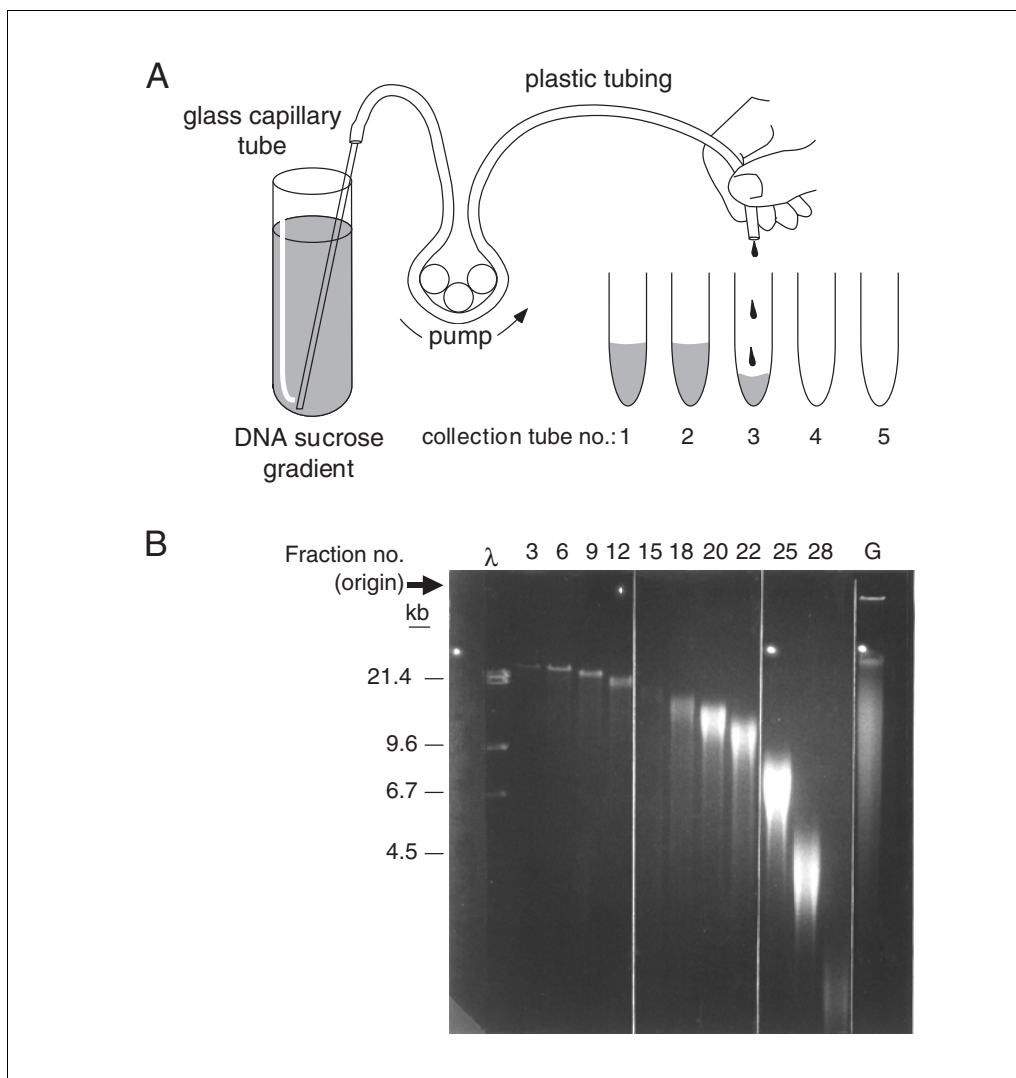 A
plastic tubing
glass capillary
tube
pump
DNA sucrose
gradient
collection tube no.: 1 2 3 4 5
B
Fraction no. λ 3 6 9 12 15 18 20 22 25 28 G
(origin)
kb
21.4
9.6
6.7
4.5